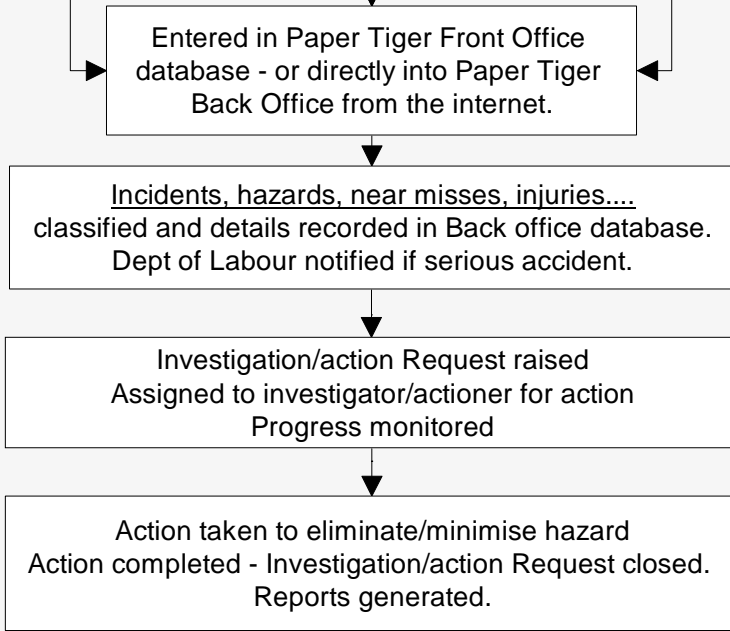 Entered in Paper Tiger Front Office
database - or directly into Paper Tiger
Back Office from the internet.
Incidents, hazards, near misses, injuries....
classified and details recorded in Back office database.
Dept of Labour notified if serious accident.
Investigation/action Request raised
Assigned to investigator/actioner for action
Progress monitored
Action taken to eliminate/minimise hazard
Action completed - Investigation/action Request closed.
Reports generated.